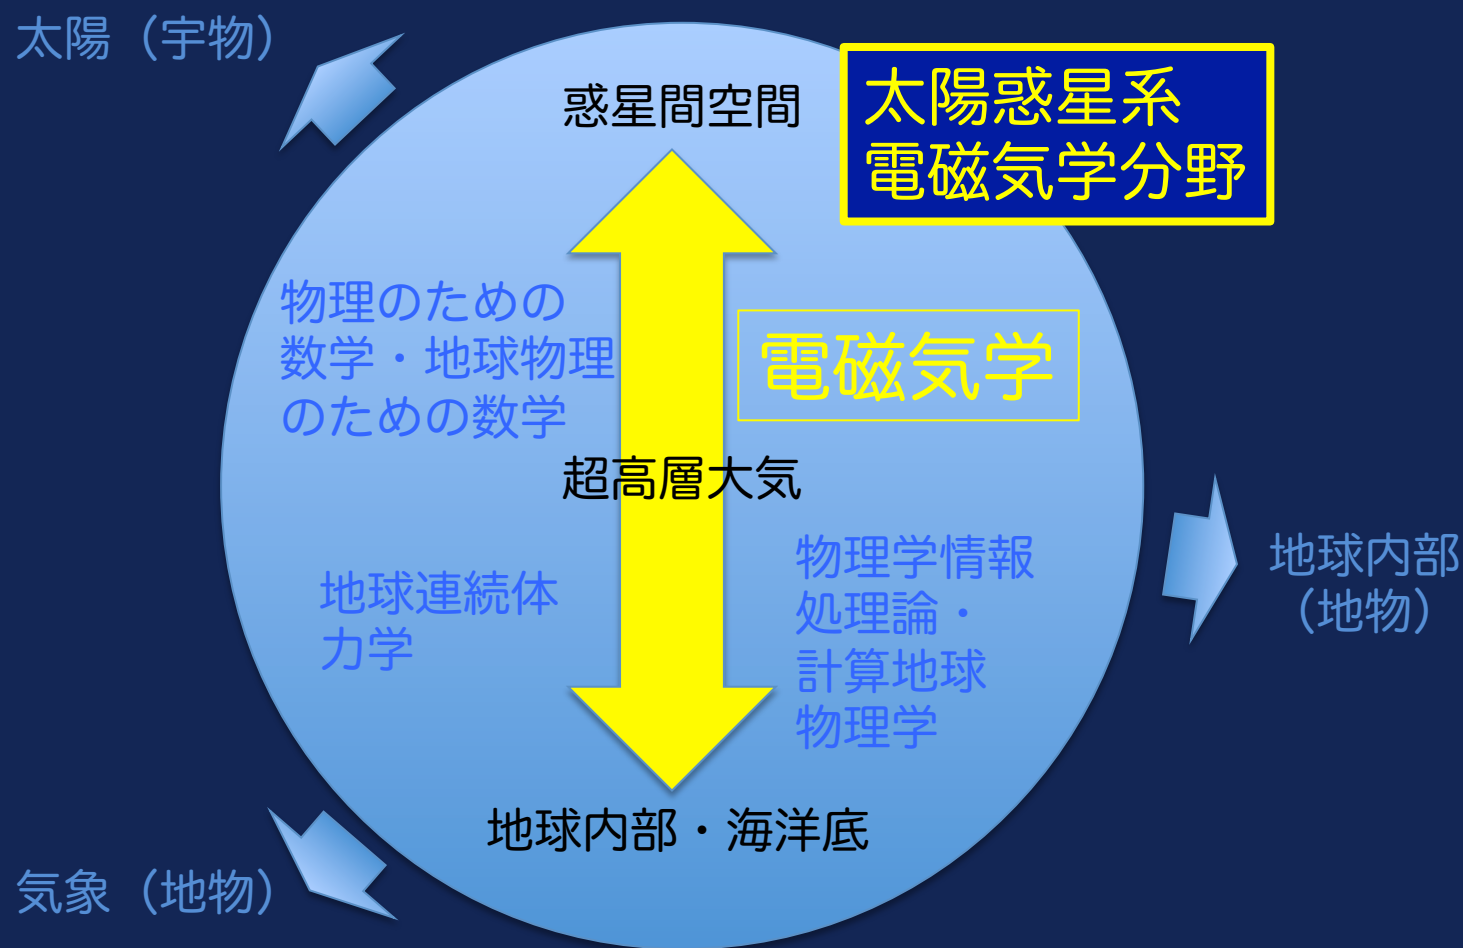 太陽（宇物）
惑星間空間
太陽惑星系
電磁気学分野
物理のための
数学・地球物理
のための数学
電磁気学
超高層大気
地球連続体
力学
物理学情報
処理論・
計算地球
物理学
地球内部
（地物）
地球内部・海洋底
気象（地物）